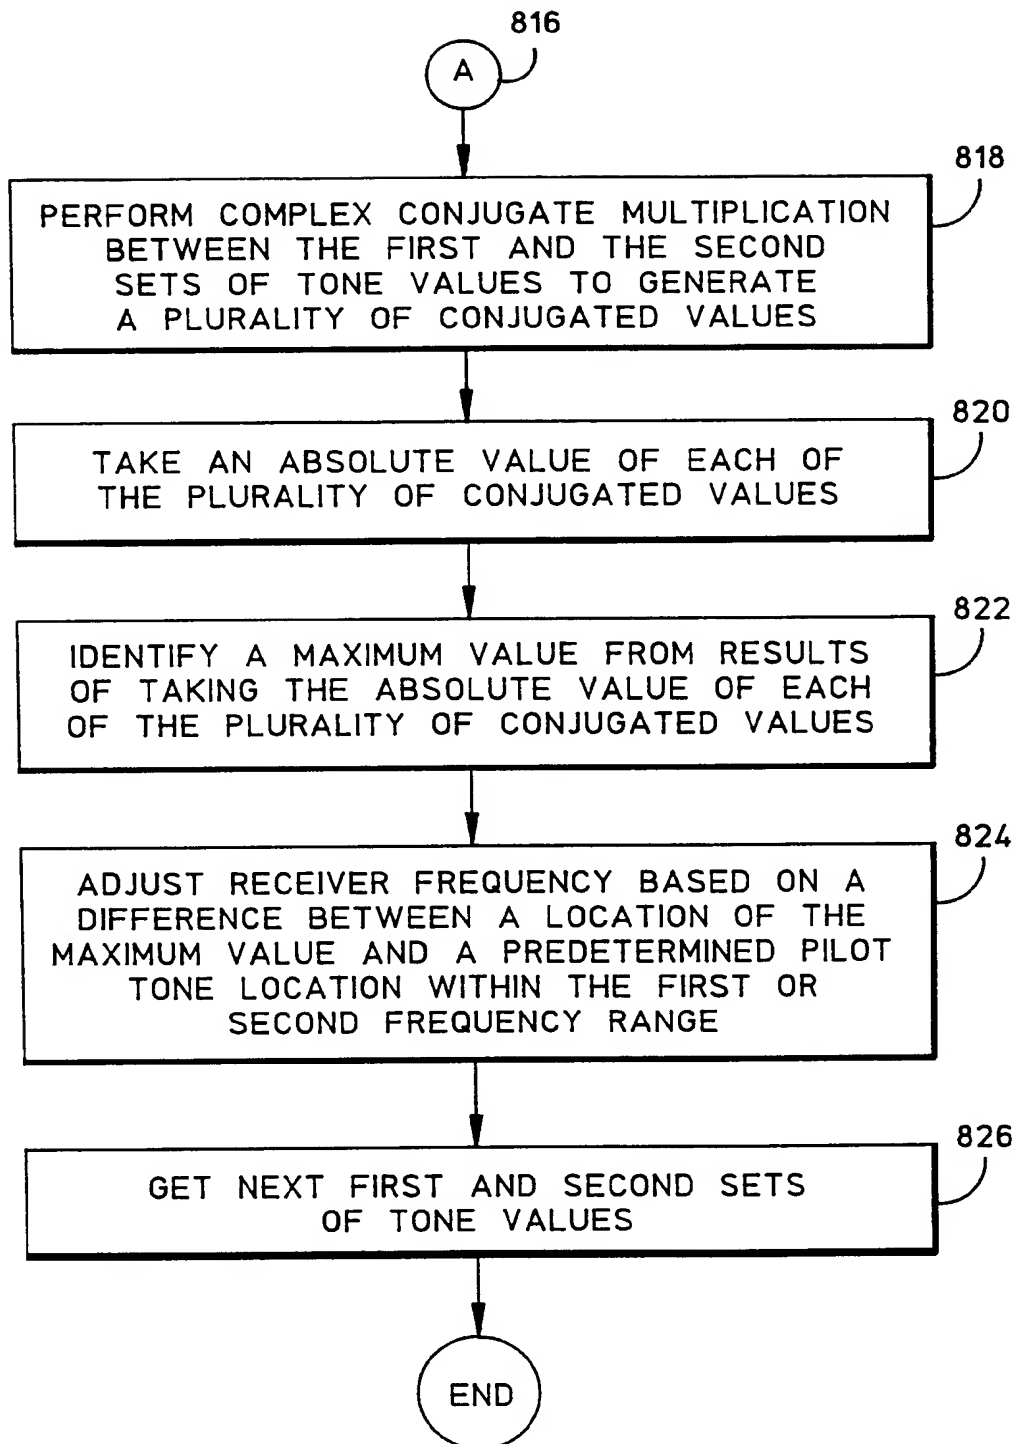 816
A
818
PERFORM COMPLEX CONJUGATE MULTIPLICATION
BETWEEN THE FIRST AND THE SECOND
SETS OF TONE VALUES TO GENERATE
A PLURALITY OF CONJUGATED VALUES
820
TAKE AN ABSOLUTE VALUE OF EACH OF
THE PLURALITY OF CONJUGATED VALUES
822
IDENTIFY A MAXIMUM VALUE FROM RESULTS
OF TAKING THE ABSOLUTE VALUE OF EACH
OF THE PLURALITY OF CONJUGATED VALUES
824
ADJUST RECEIVER FREQUENCY BASED ON A
DIFFERENCE BETWEEN A LOCATION OF THE
MAXIMUM VALUE AND A PREDETERMINED PILOT
TONE LOCATION WITHIN THE FIRST OR
SECOND FREQUENCY RANGE
826
GET NEXT FIRST AND SECOND SETS
OF TONE VALUES
END